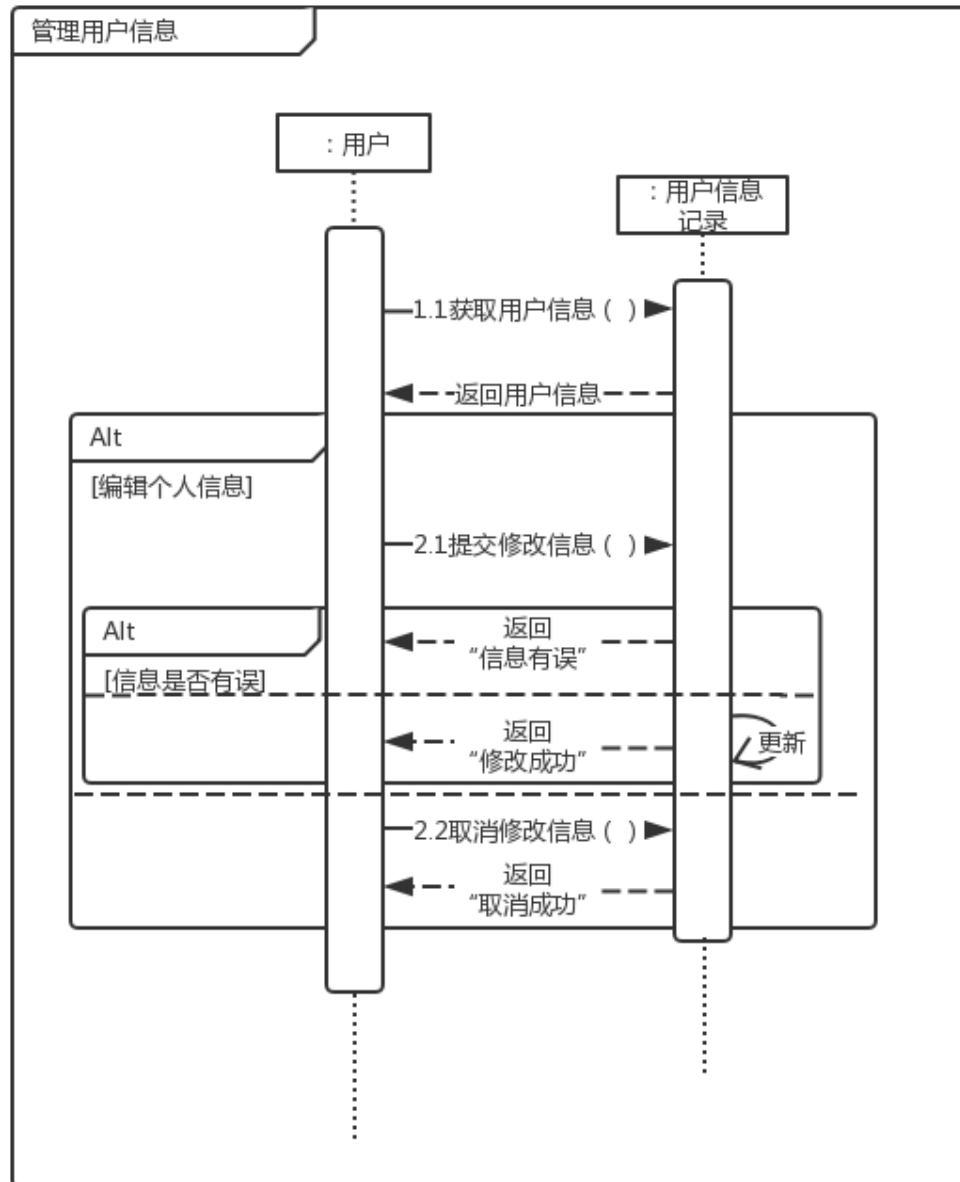 管理用户信息
：用户
：用户信息
记录
1.1获取用户信息（ ）
返回用户信息
Alt
[编辑个人信息]
2.1提交修改信息（ ）
Alt
返回
“信息有误”
[信息是否有误]
返回
“修改成功”
更新
2.2取消修改信息（ ）
返回
“取消成功”